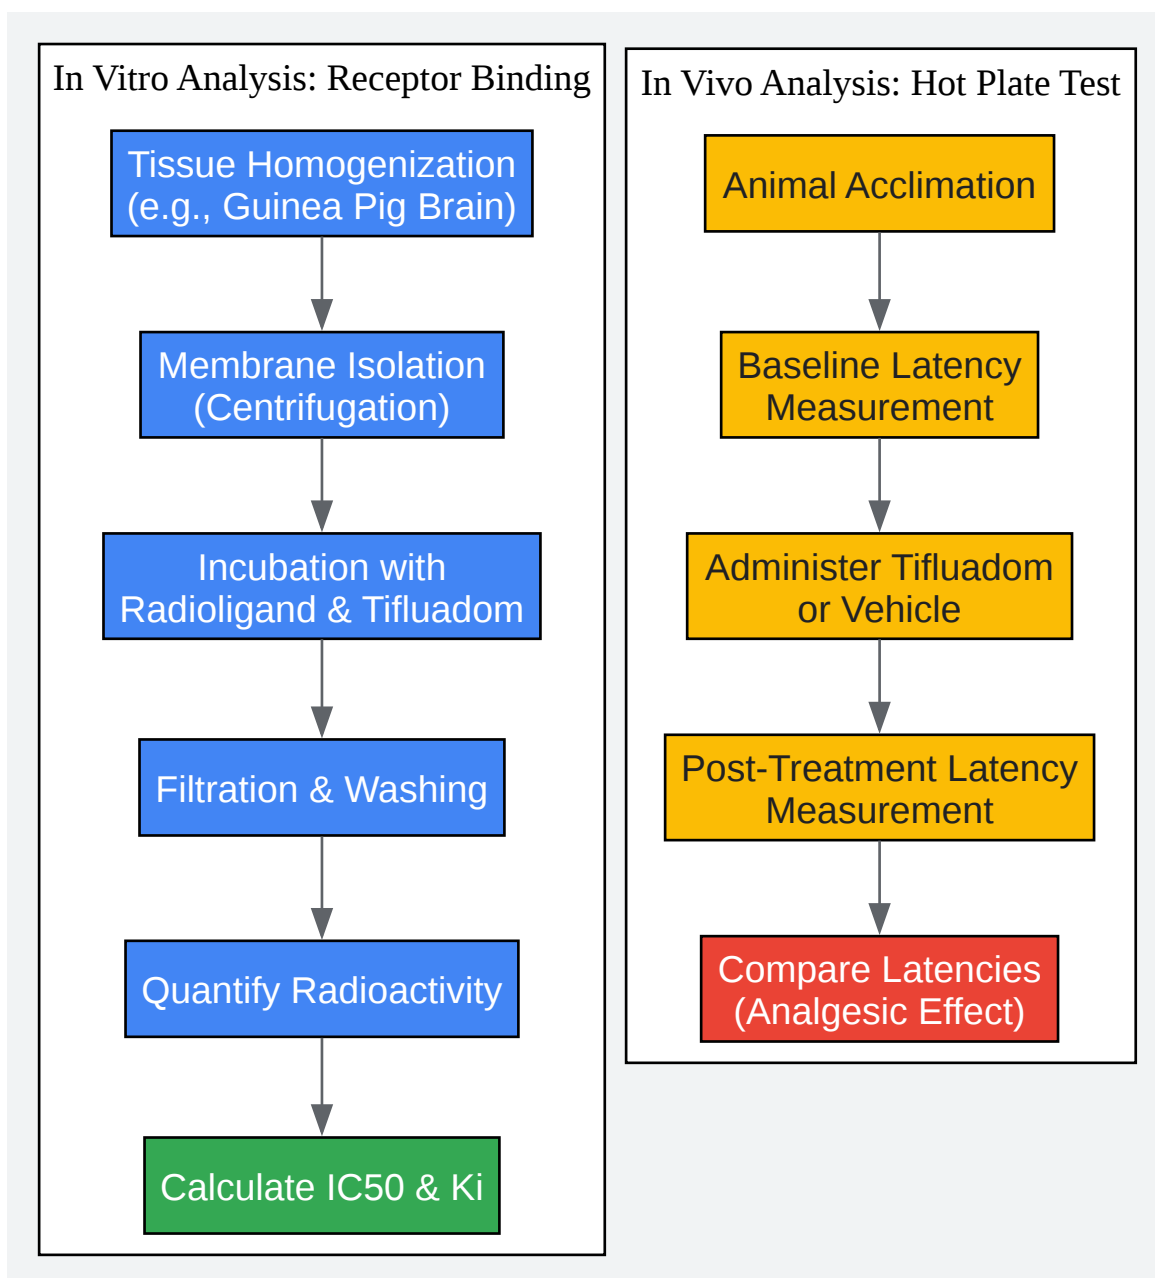 In Vitro Analysis: Receptor Binding
Tissue Homogenization
(e.g., Guinea Pig Brain)
Membrane Isolation
(Centrifugation)
Incubation with
Radioligand & Tifluadom
Filtration & Washing
Quantify Radioactivity
Calculate IC50 & Ki
In Vivo Analysis: Hot Plate Test
Animal Acclimation
Baseline Latency
Measurement
Administer Tifluadom
or Vehicle
Post-Treatment Latency
Measurement
Compare Latencies
(Analgesic Effect)